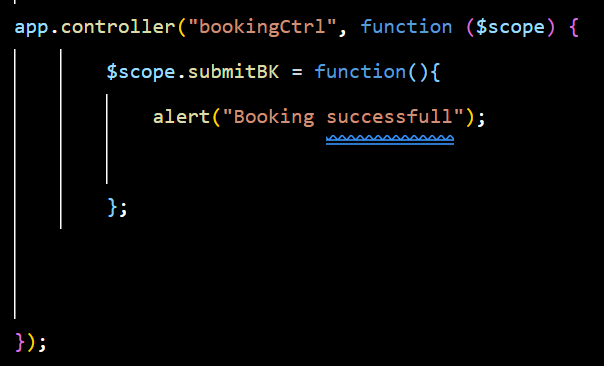 app.controller("bookingCtrl", function ($scope) {
$scope.submitBK = function(){
alert("Booking successfull");
};
});